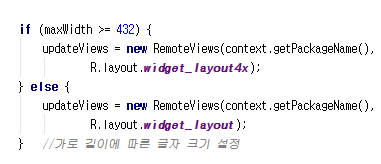 if (maxWidth >= 432) {
    updateViews = new RemoteViews(context.getPackageName(),
            R.layout.widget_layout4x);
} else {
    updateViews = new RemoteViews(context.getPackageName(),
            R.layout.widget_layout);
}   //가로 길이에 따른 글자 크기 설정